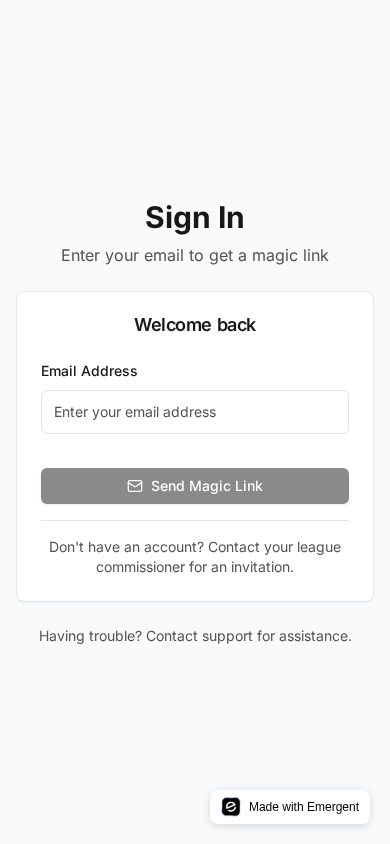 Sign In
Enter your email to get a magic link
Welcome back
Email Address
Enter your email address
Send Magic Link
Don't have an account? Contact your league
commissioner for an invitation.
Having trouble? Contact support for assistance.
Made with Emergent